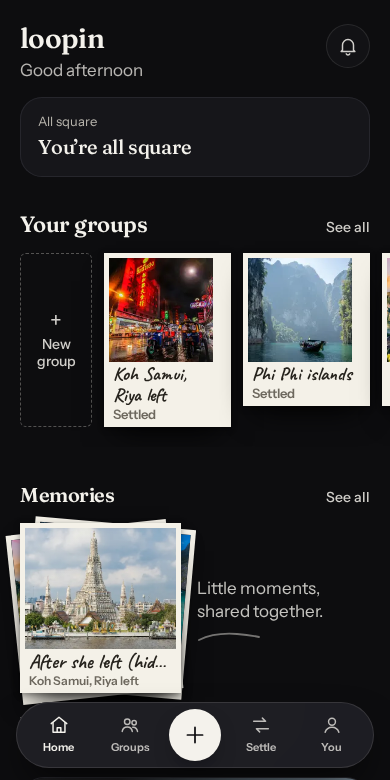 loopin
Good afternoon
All square
You’re all square
Your groups
See all
+
New
group
Koh Samui,
Riya left
Settled
Phi Phi islands
Settled
Memories
See all
Little moments,
shared together.
After she left (hid...
Koh Samui, Riya left
Home
Groups
+
Settle
You